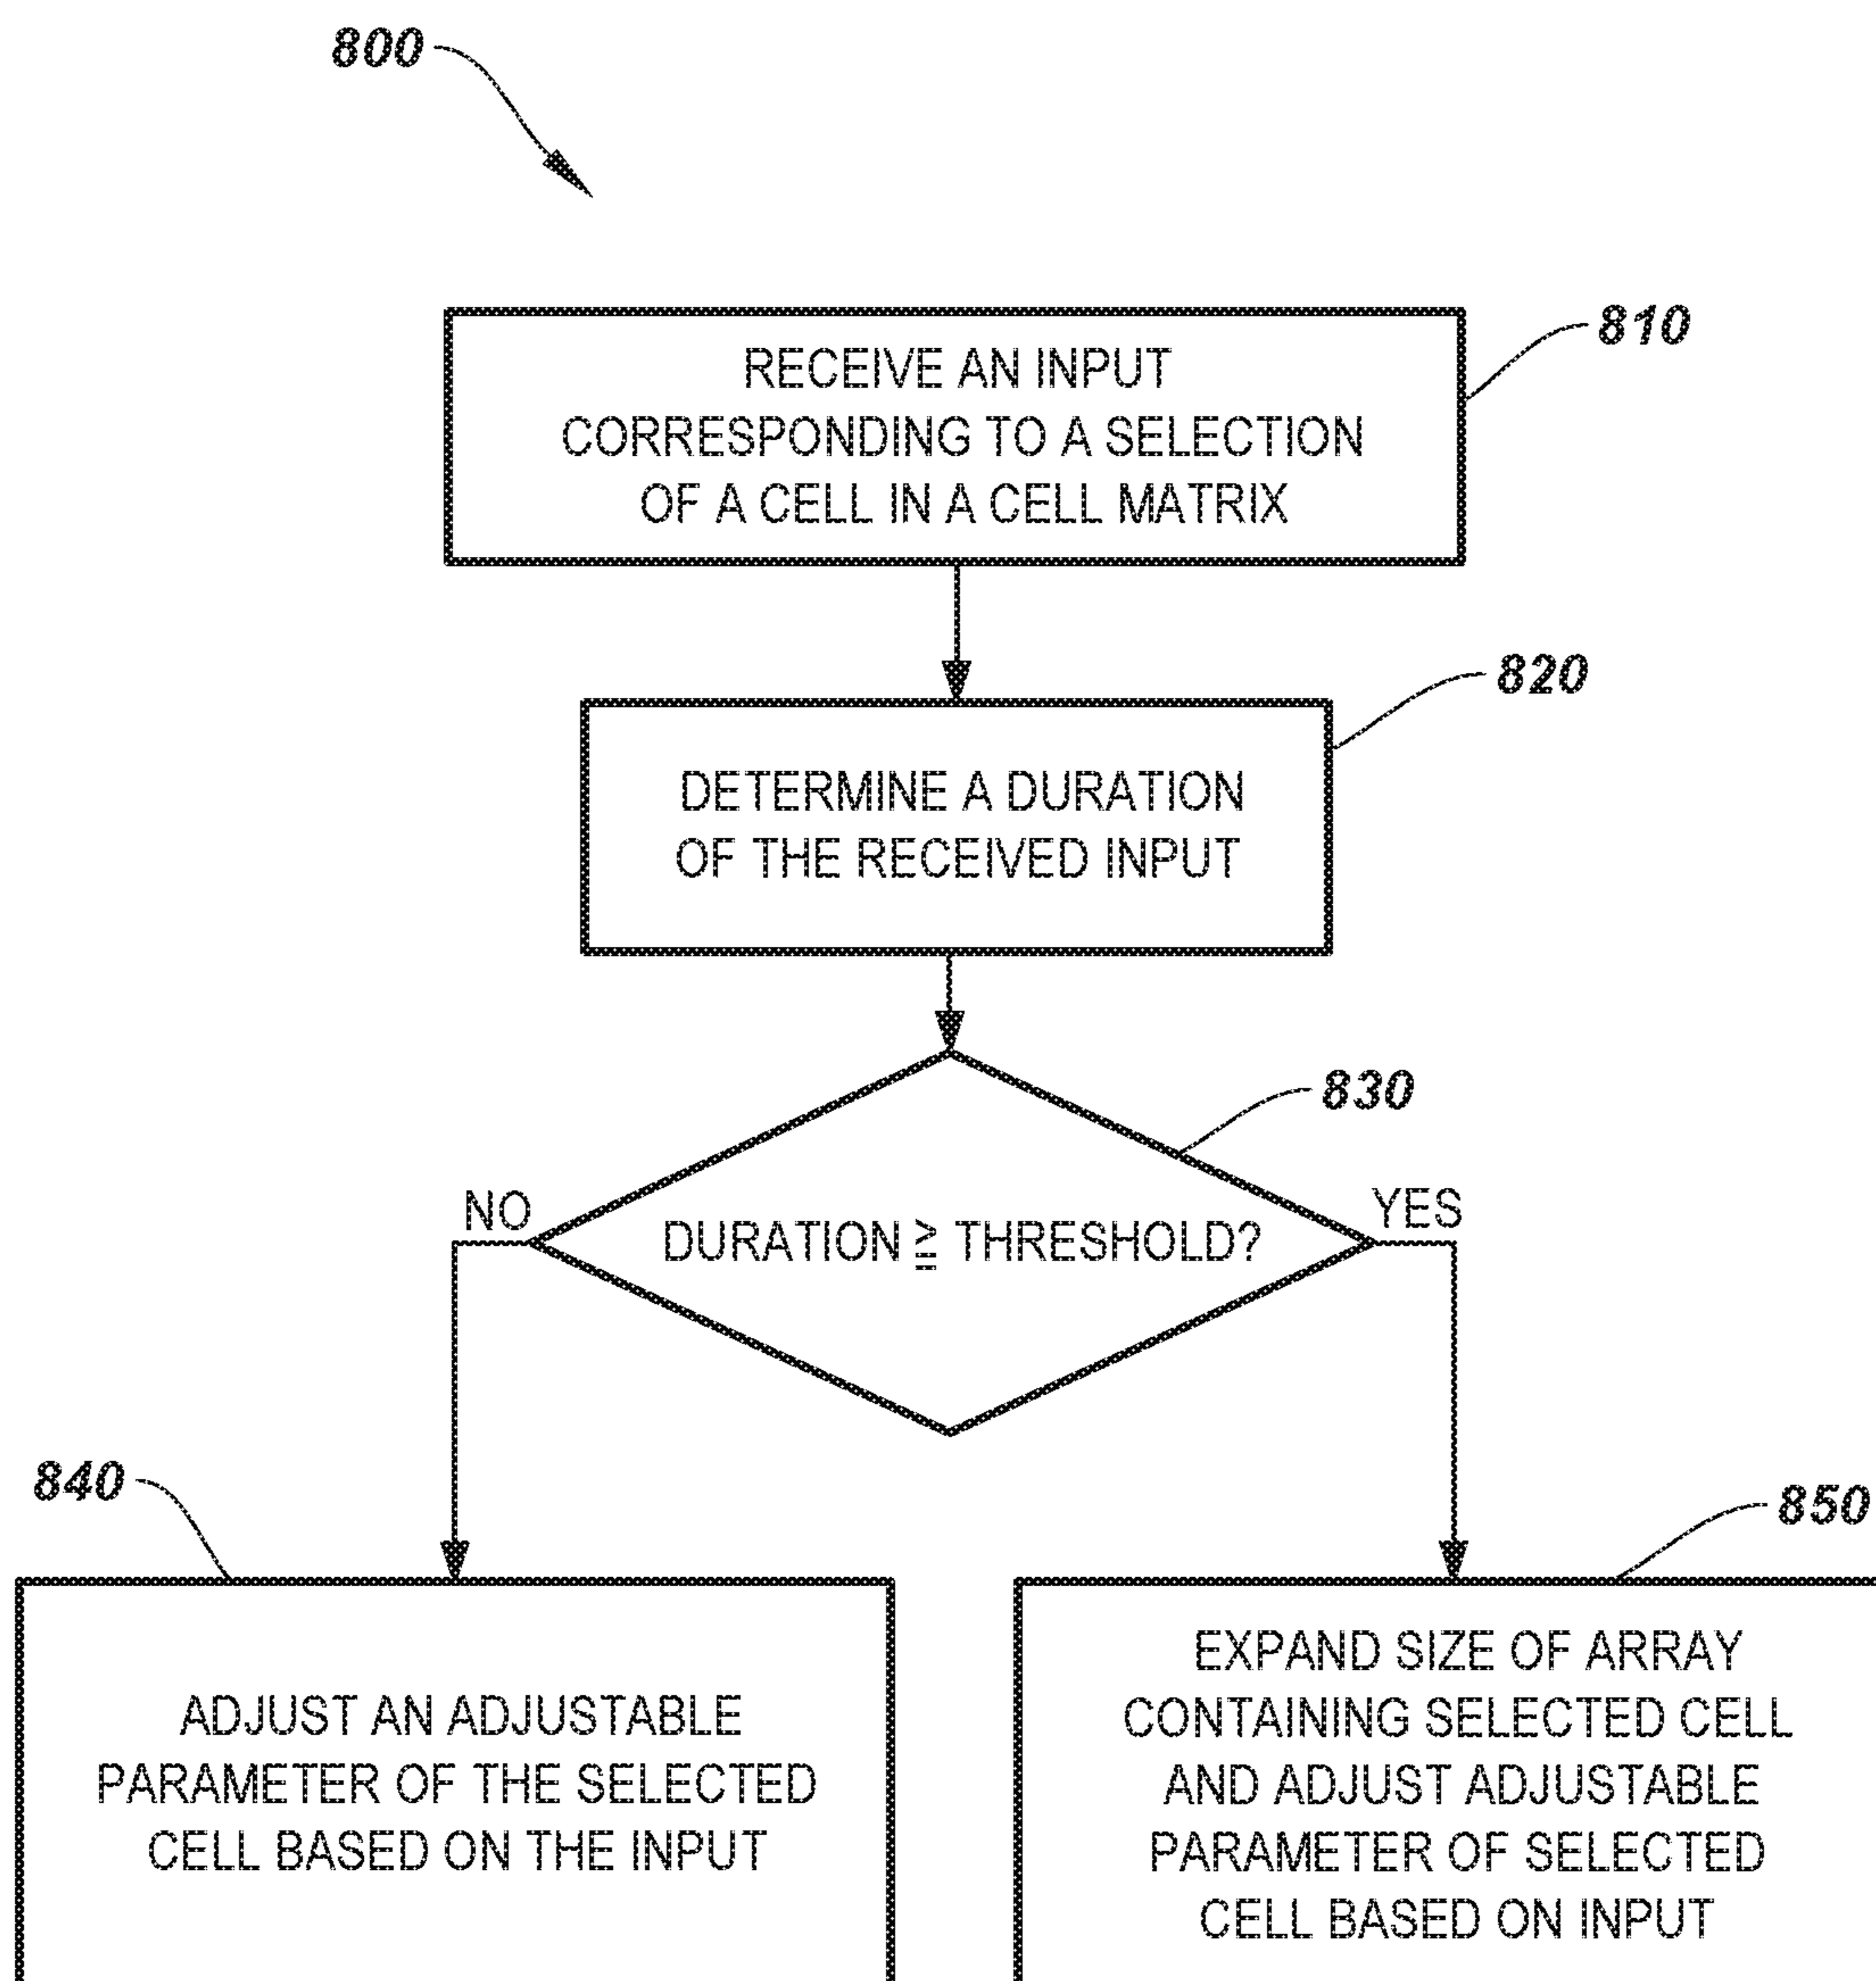 800
RECEIVE AN INPUT
CORRESPONDING TO A SELECTION
OF A CELL IN A CELL MATRIX
810
DETERMINE A DURATION
OF THE RECEIVED INPUT
820
DURATION ≧ THRESHOLD?
830
NO
YES
840
ADJUST AN ADJUSTABLE
PARAMETER OF THE SELECTED
CELL BASED ON THE INPUT
850
EXPAND SIZE OF ARRAY
CONTAINING SELECTED CELL
AND ADJUST ADJUSTABLE
PARAMETER OF SELECTED
CELL BASED ON INPUT